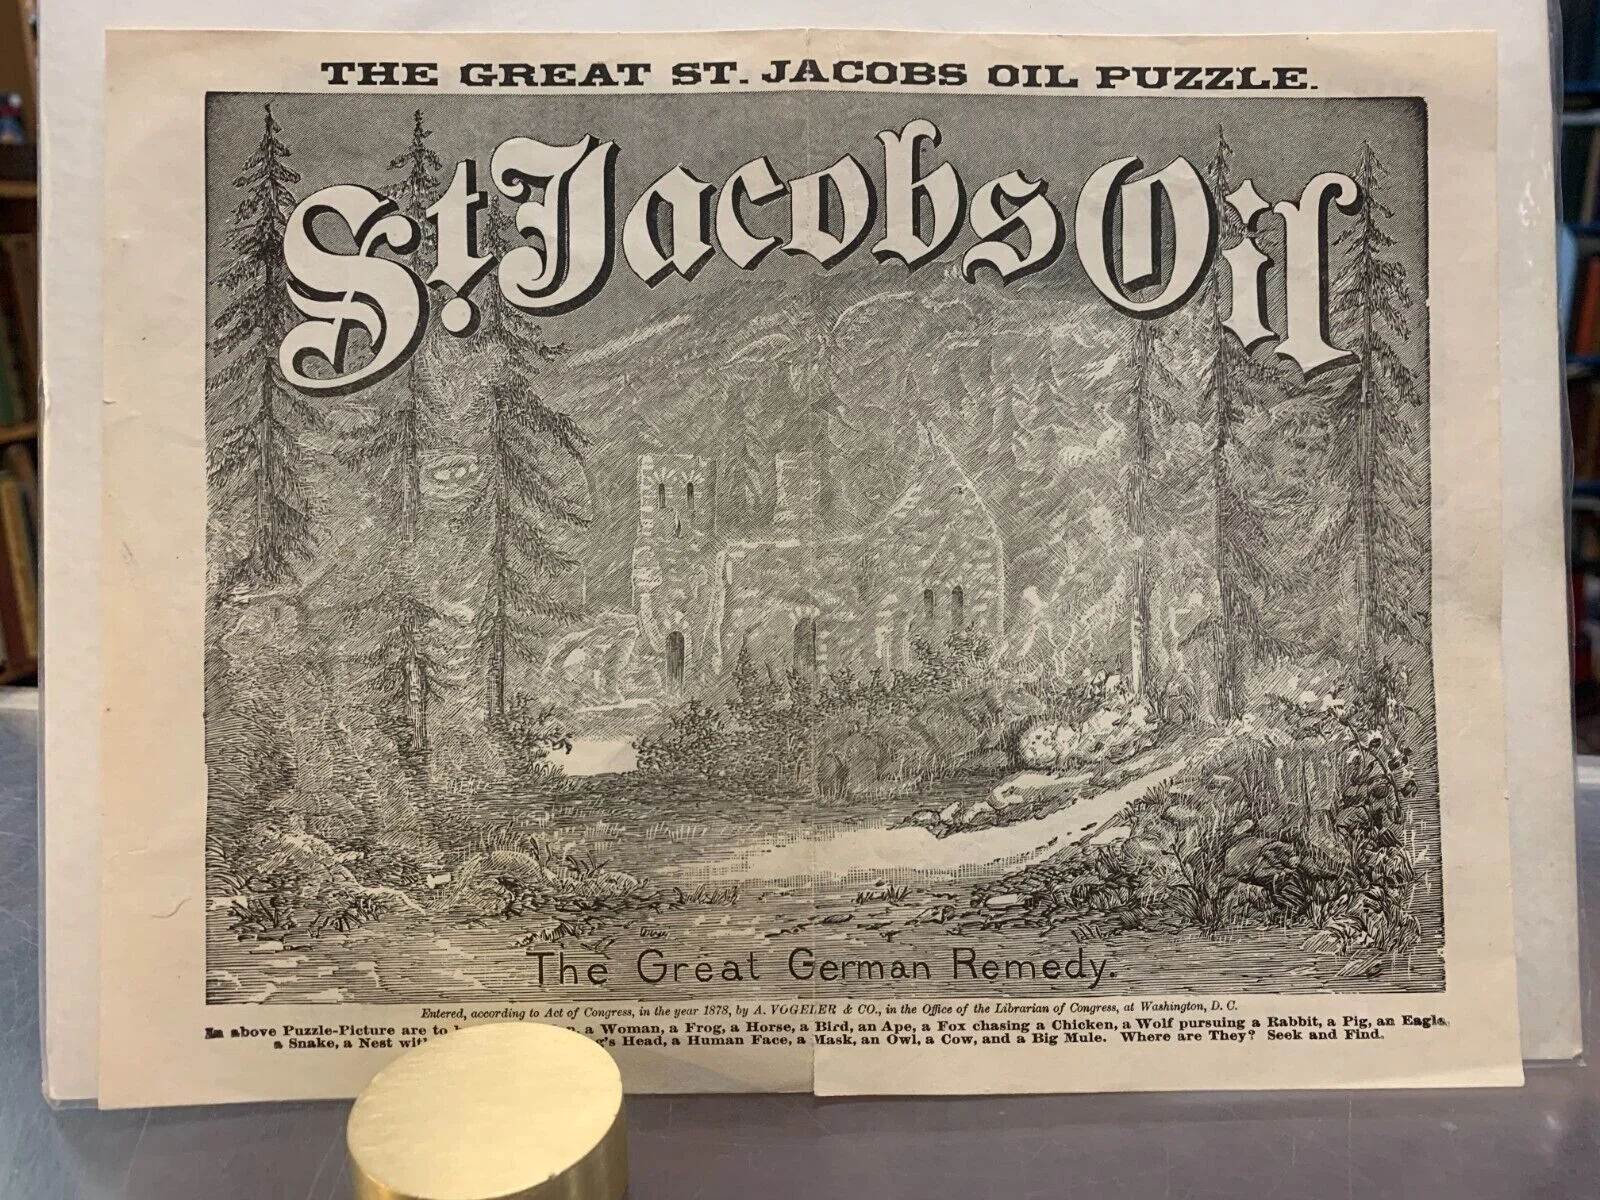 THE GREAT ST. JACOBS OIL PUZZLE.
St. Jacobs Oil
The Great German Remedy.
Entered, according to Act of Congress, in the year 1878, by A. VOGELER & CO., in the Office of the Librarian of Congress, at Washington, D. C.
In above Puzzle-Picture are to a Woman, a Frog, a Horse, a Bird, an Ape, a Fox chasing a Chicken, a Wolf pursuing a Rabbit, a Pig, an Eagle,
a Snake, a Nest Head, a Human Face, a Mask, an Owl, a Cow, and a Big Mule. Where are They? Seek and Find.